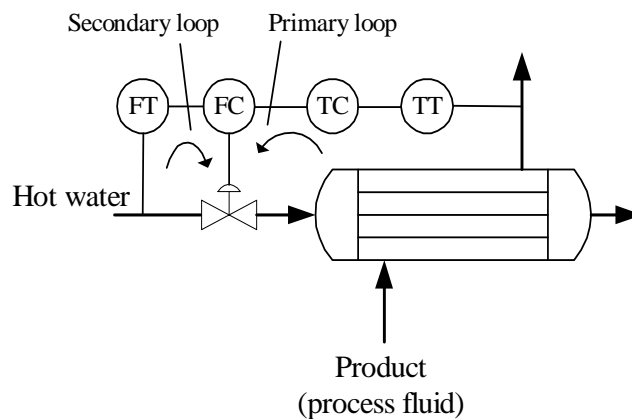 Secondary loop
Primary loop
FT
FC
TC
TT
Hot water
Product
(process fluid)